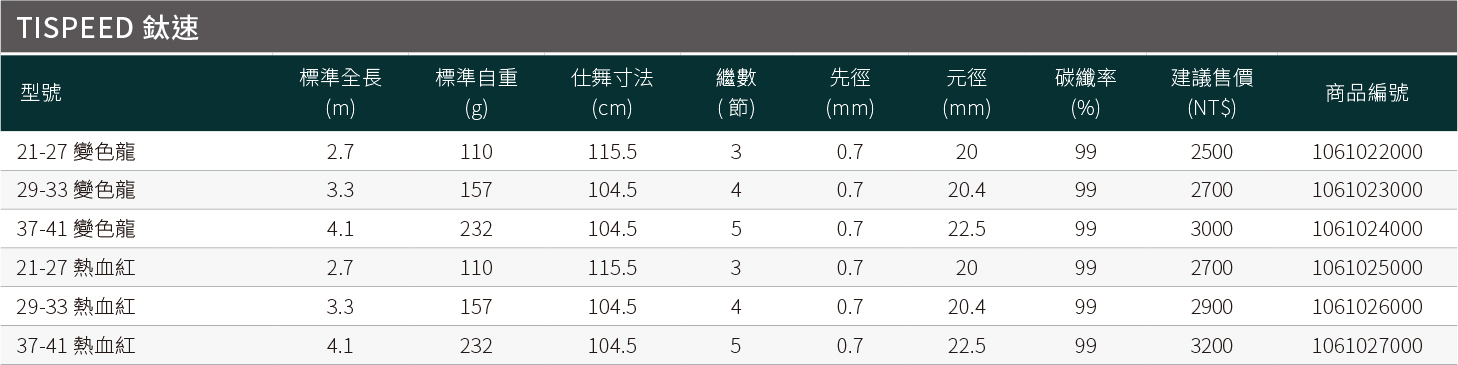 TISPEED 鈦速
型號 標準全長 (m) 標準自重 (g) 仕舞寸法 (cm) 繼數 ( 節) 先徑 (mm) 元徑 (mm) 碳纖率 (%) 建議售價 (NT$) 商品編號
21-27 變色龍 2.7 110 115.5 3 0.7 20 99 2500 1061022000
29-33 變色龍 3.3 157 104.5 4 0.7 20.4 99 2700 1061023000
37-41 變色龍 4.1 232 104.5 5 0.7 22.5 99 3000 1061024000
21-27 熱血紅 2.7 110 115.5 3 0.7 20 99 2700 1061025000
29-33 熱血紅 3.3 157 104.5 4 0.7 20.4 99 2900 1061026000
37-41 熱血紅 4.1 232 104.5 5 0.7 22.5 99 3200 1061027000